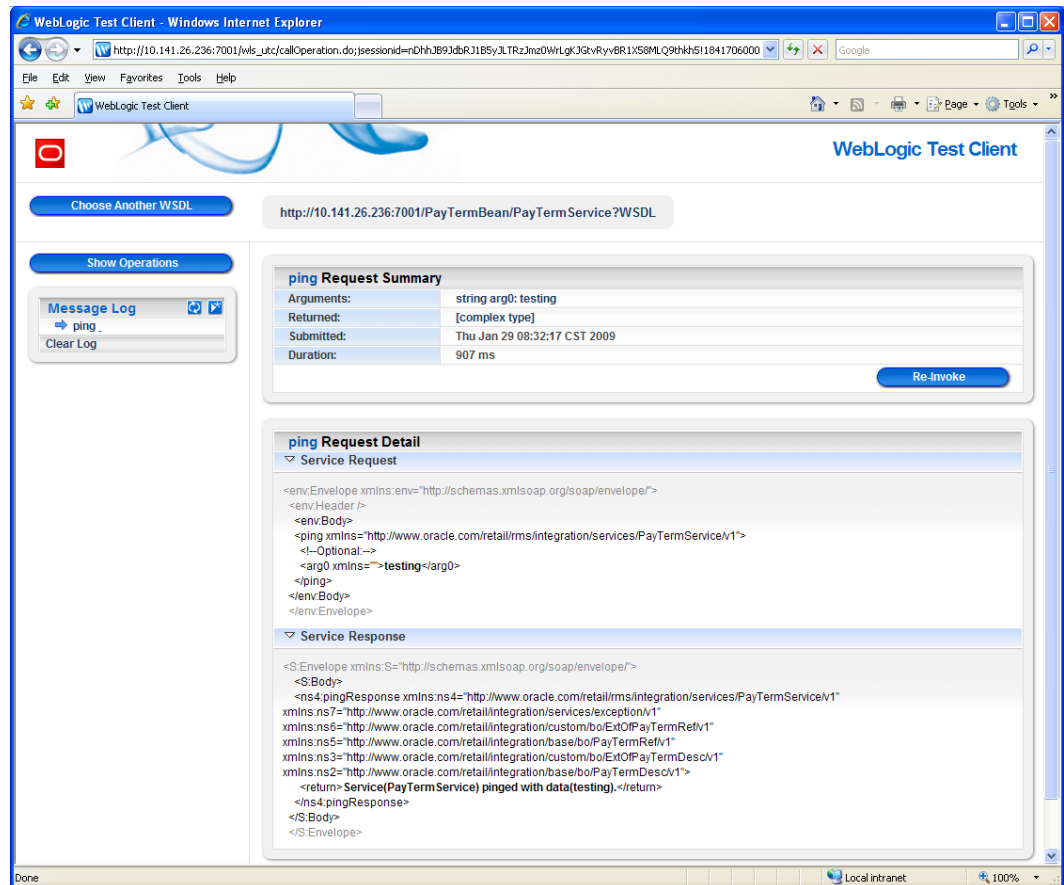 WebLogic Test Client - Windows Internet Explorer
http://10.141.26.236:7001/wls_utc/callOperation.do;jsessionid=nDhhJB9JdbRJ1B5yJLTRzJmz0WrLgKJGtvRyvBR1X58MLQ9thkh5!1841706000
Google
File Edit View Favorites Tools Help
WebLogic Test Client
Page Tools »
WebLogic Test Client
Choose Another WSDL
http://10.141.26.236:7001/PayTermBean/PayTermService?WSDL
Show Operations
Message Log
ping
Clear Log
ping Request Summary
Arguments: string arg0: testing
Returned: [complex type]
Submitted: Thu Jan 29 08:32:17 CST 2009
Duration: 907 ms
Re-Invoke
ping Request Detail
Service Request
<env:Envelope xmlns:env="http://schemas.xmlsoap.org/soap/envelope/">
<env:Header />
<env:Body>
<ping xmlns="http://www.oracle.com/retail/rms/integration/services/PayTermService/v1">
<!--Optional:-->
<arg0 xmlns="">testing</arg0>
</ping>
</env:Body>
</env:Envelope>
Service Response
<S:Envelope xmlns:S="http://schemas.xmlsoap.org/soap/envelope/">
<S:Body>
<ns4:pingResponse xmlns:ns4="http://www.oracle.com/retail/rms/integration/services/PayTermService/v1"
xmlns:ns7="http://www.oracle.com/retail/integration/services/exception/v1"
xmlns:ns6="http://www.oracle.com/retail/integration/custom/bo/ExtOfPayTermRef/v1"
xmlns:ns5="http://www.oracle.com/retail/integration/base/bo/PayTermRef/v1"
xmlns:ns3="http://www.oracle.com/retail/integration/custom/bo/ExtOfPayTermDesc/v1"
xmlns:ns2="http://www.oracle.com/retail/integration/base/bo/PayTermDesc/v1">
<return>Service(PayTermService) pinged with data(testing).</return>
</ns4:pingResponse>
</S:Body>
</S:Envelope>
Done
Local intranet
100%